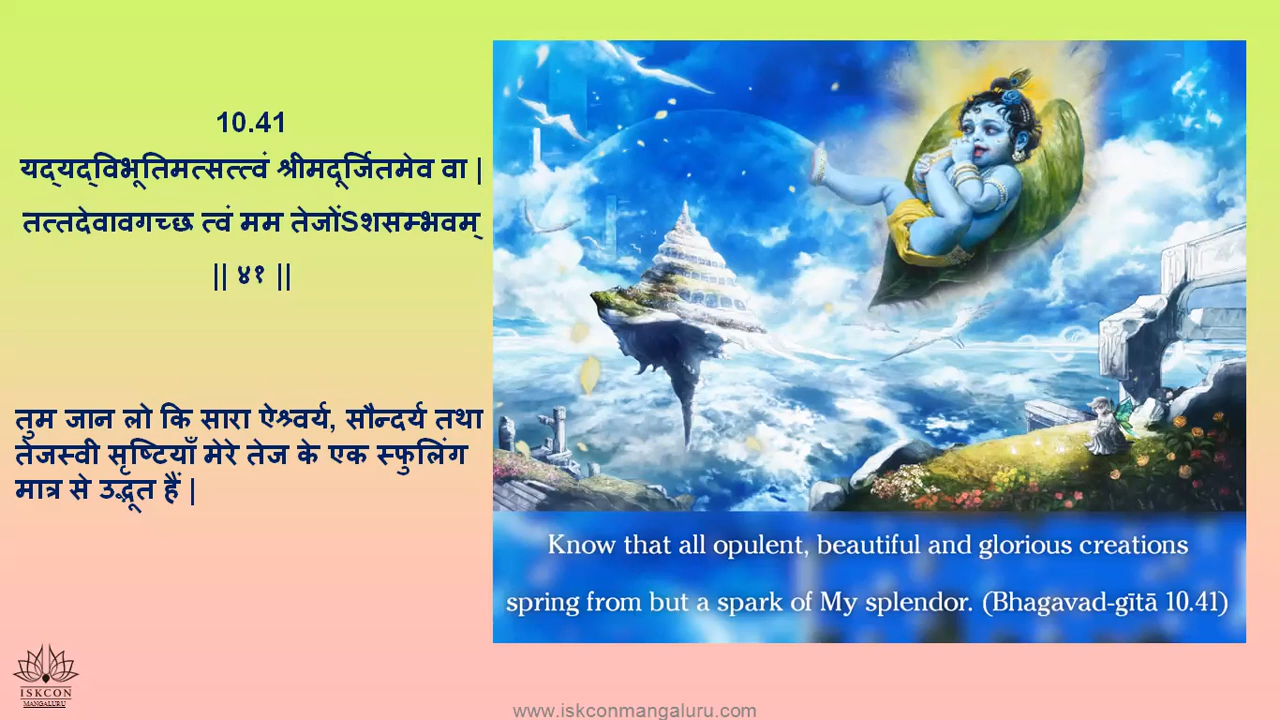 10.41
यद्यद्विभूतिमत्सत्त्वं श्रीमदूर्जितमेव वा |
तत्तदेवावगच्छ त्वं मम तेजोंSशसम्भवम्
|| ४१ ||
तुम जान लो कि सारा ऐश्र्वर्य, सौन्दर्य तथा
तेजस्वी सृष्टियाँ मेरे तेज के एक स्फुलिंग
मात्र से उद्भूत हैं |
Know that all opulent, beautiful and glorious creations
spring from but a spark of My splendor. (Bhagavad-gītā 10.41)
ISKCON
MANGALURU
www.iskconmangaluru.com